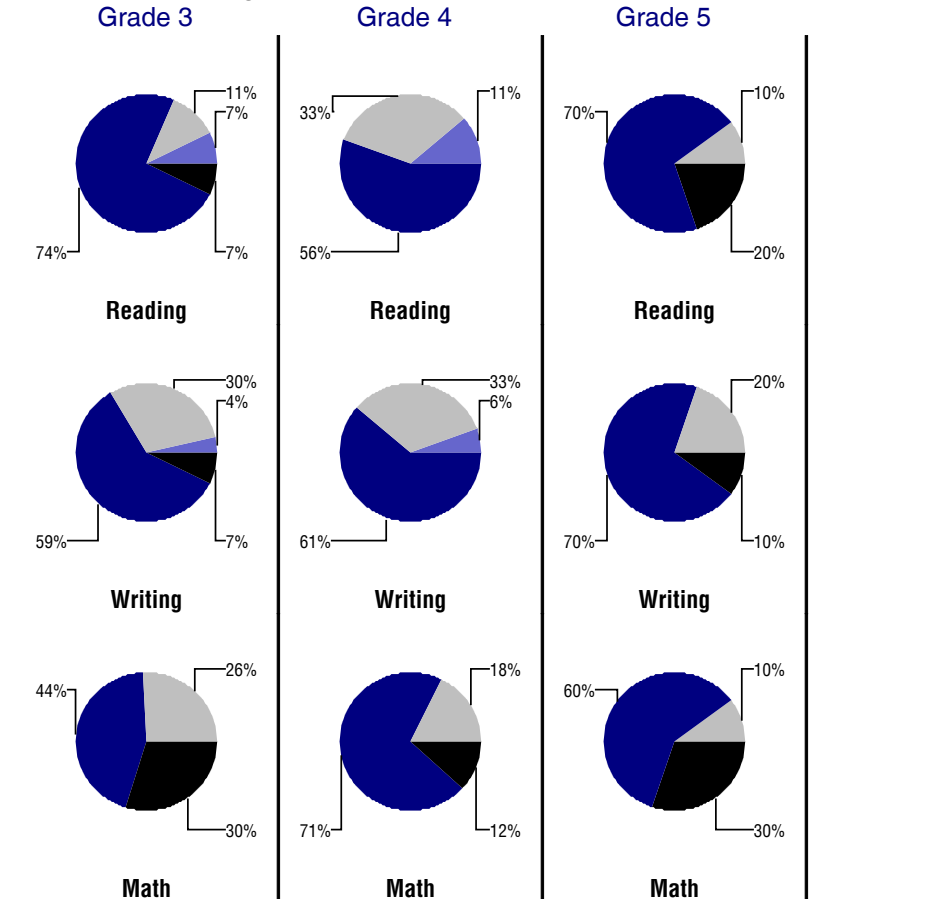 Grade 3 Grade 4 Grade 5
11% 11% 10%
33% 7% 70%
74% 7% 56% 20%
Reading Reading Reading
30% 33% 20%
4% 6%
59% 7% 61% 70% 10%
Writing Writing Writing
26% 18% 10%
44% 60%
30% 71% 12% 30%
Math Math Math